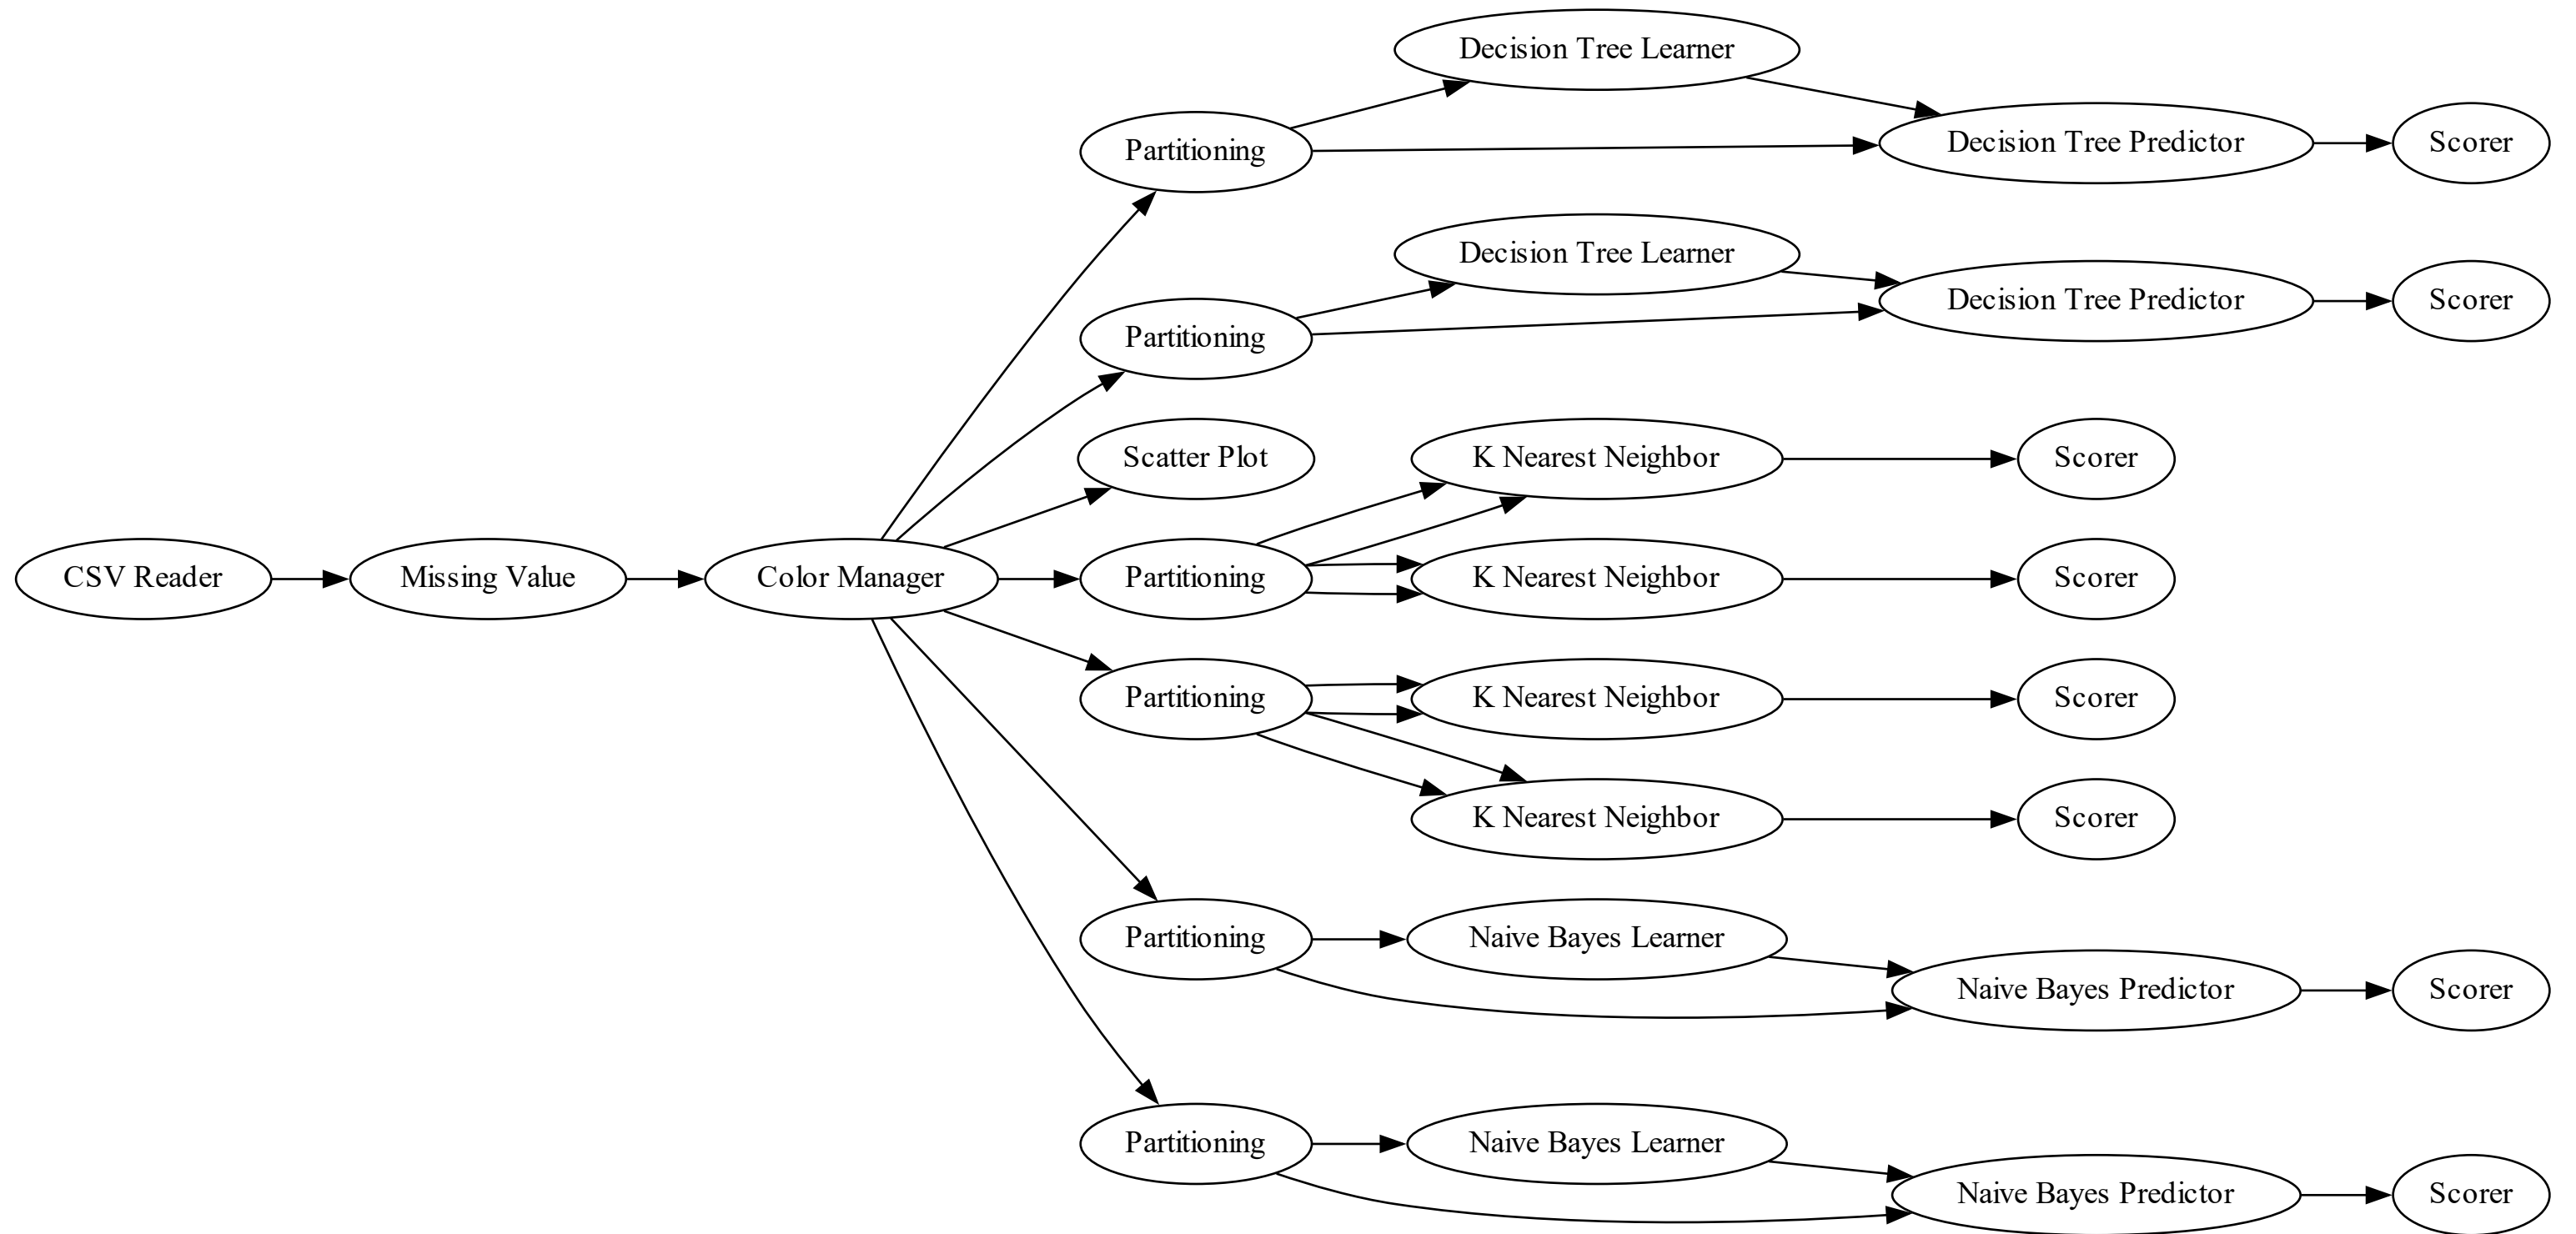 Decision Tree Learner
Partitioning
Decision Tree Predictor
Scorer
Decision Tree Learner
Partitioning
Decision Tree Predictor
Scorer
Scatter Plot
K Nearest Neighbor
Scorer
CSV Reader
Missing Value
Color Manager
Partitioning
K Nearest Neighbor
Scorer
Partitioning
K Nearest Neighbor
Scorer
K Nearest Neighbor
Scorer
Partitioning
Naive Bayes Learner
Naive Bayes Predictor
Scorer
Partitioning
Naive Bayes Learner
Naive Bayes Predictor
Scorer